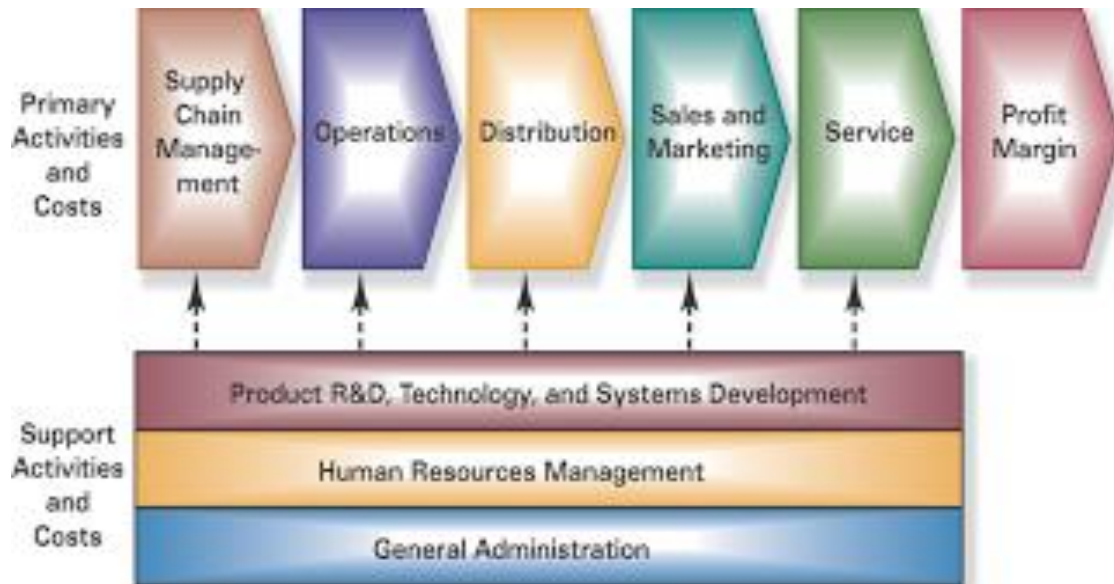 Primary
Activities
and
Costs
Supply
Chain
Manage-
ment
Operations
Distribution
Sales and
Marketing
Service
Profit
Margin
Support
Activities
and
Costs
Product R&D, Technology, and Systems Development
Human Resources Management
General Administration